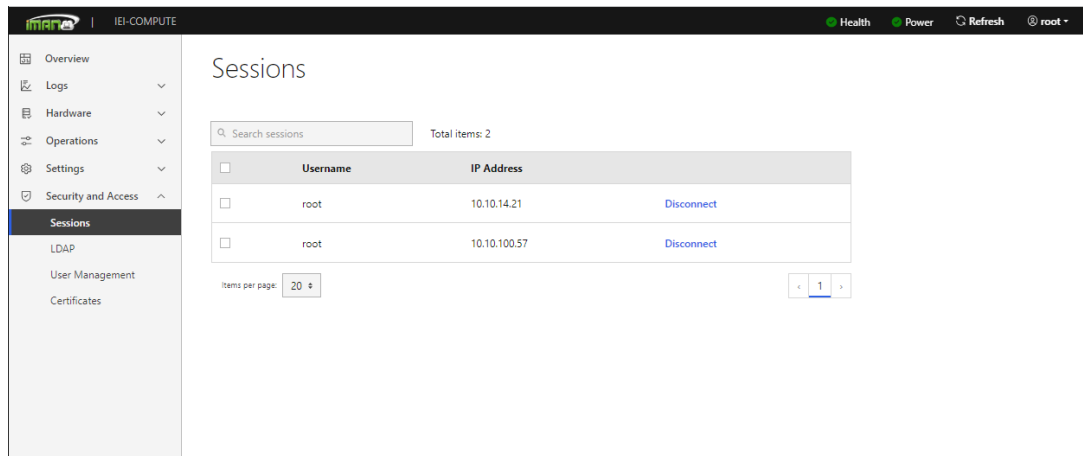 iMAN | IEI-COMPUTE Health Power Refresh root
Overview
Logs
Hardware
Operations
Settings
Security and Access
Sessions
LDAP
User Management
Certificates
Sessions
Search sessions Total items: 2
Username IP Address
root 10.10.14.21 Disconnect
root 10.10.100.57 Disconnect
Items per page: 20 1